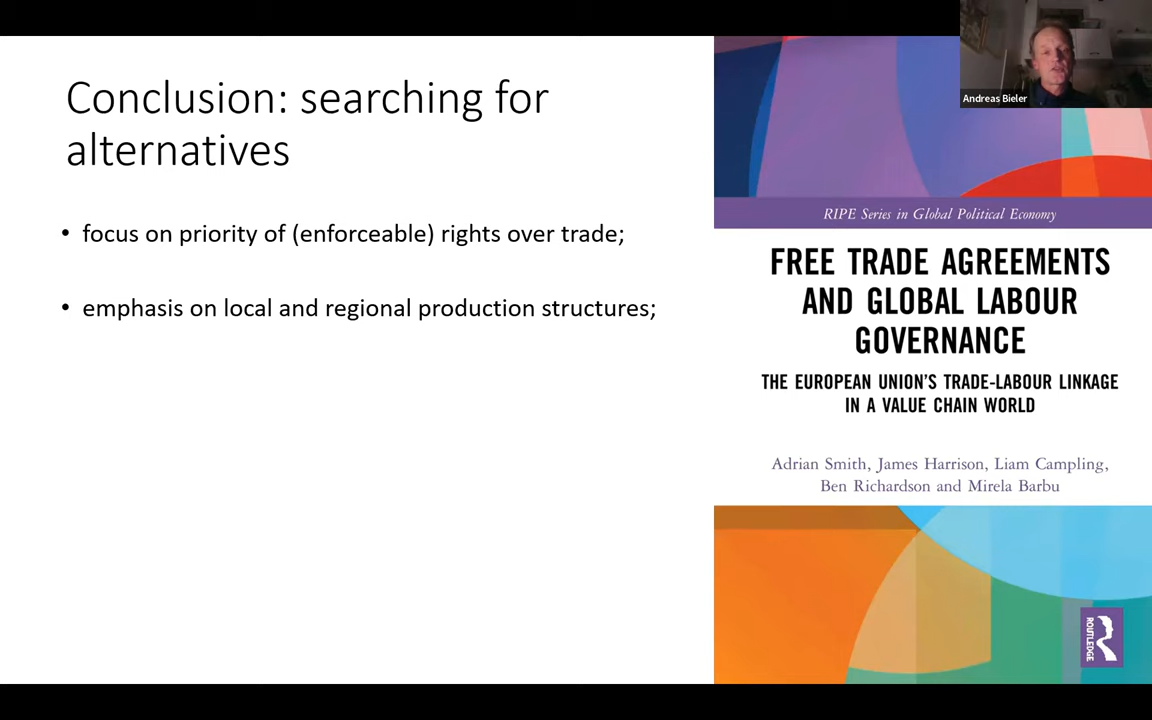 Conclusion: searching for
alternatives
• focus on priority of (enforceable) rights over trade;
• emphasis on local and regional production structures;
Andreas Bieler
RIPE Series in Global Political Economy
FREE TRADE AGREEMENTS
AND GLOBAL LABOUR
GOVERNANCE
THE EUROPEAN UNION'S TRADE-LABOUR LINKAGE
IN A VALUE CHAIN WORLD
Adrian Smith, James Harrison, Liam Campling,
Ben Richardson and Mirela Barbu
ROUTLEDGE